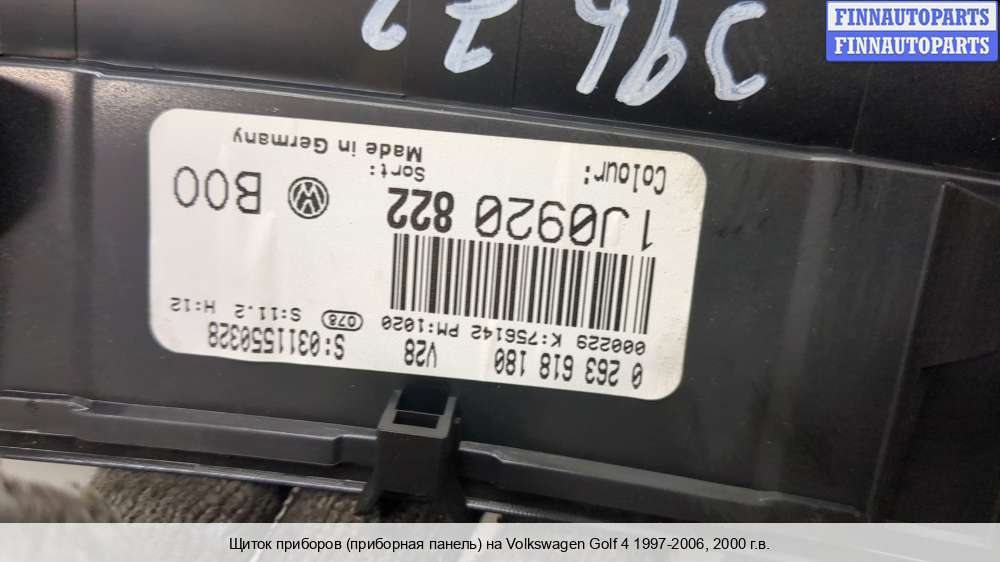 FINNAUTOPARTS
FINNAUTOPARTS
0 263 618 180 V28 S:0311550328
000229 K:756142 PM:1020 078 S:11.2 H:12
1J0920 822 B00
Colour: Sort:
Made in Germany
Щиток приборов (приборная панель) на Volkswagen Golf 4 1997-2006, 2000 г.в.